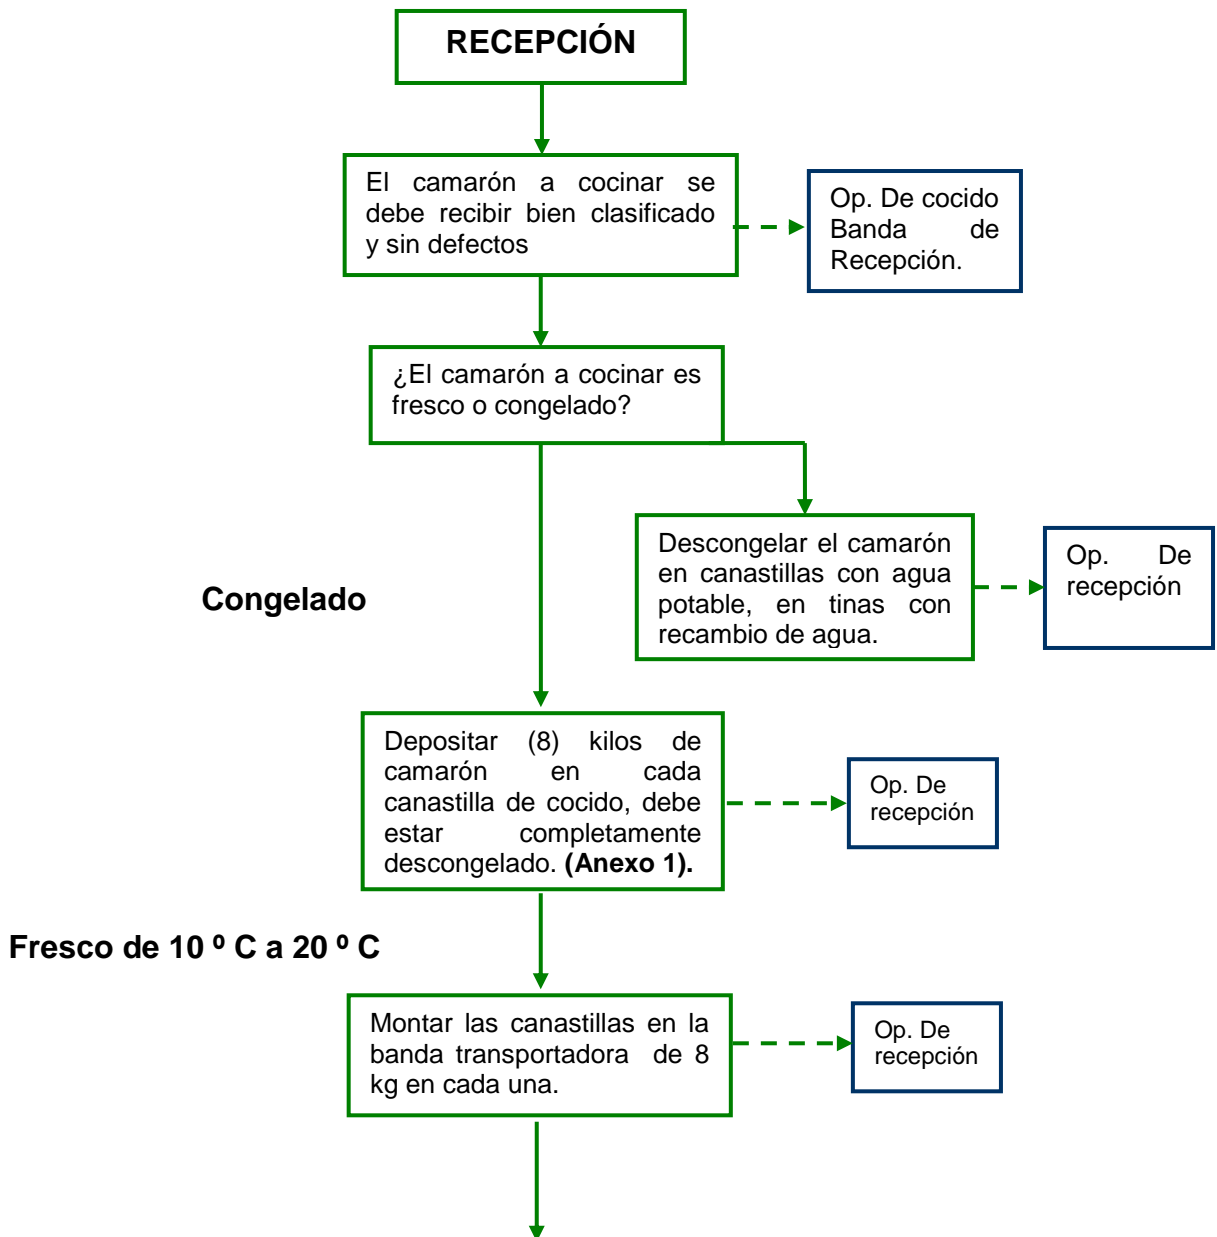 RECEPCIÓN
El camarón a cocinar se
debe recibir bien clasificado
y sin defectos
Op. De cocido
Banda de
Recepción.
¿El camarón a cocinar es
fresco o congelado?
Descongelar el camarón
en canastillas con agua
potable, en tinas con
recambio de agua.
Op. De
recepción
Congelado
Depositar (8) kilos de
camarón en cada
canastilla de cocido, debe
estar completamente
descongelado. (Anexo 1).
Op. De
recepción
Fresco de 10 º C a 20 º C
Montar las canastillas en la
banda transportadora de 8
kg en cada una.
Op. De
recepción